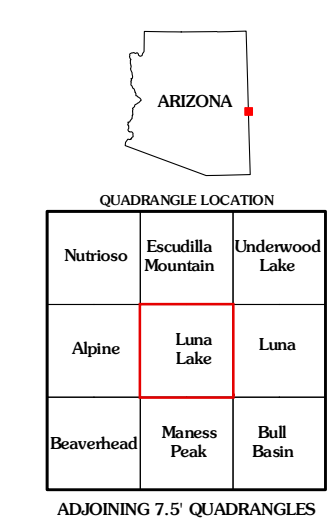 ARIZONA
QUADRANGLE LOCATION
Nutrioso
Escudilla
Mountain
Underwood
Lake
Alpine
Luna
Lake
Luna
Beaverhead
Maness
Peak
Bull
Basin
ADJOINING 7.5' QUADRANGLES